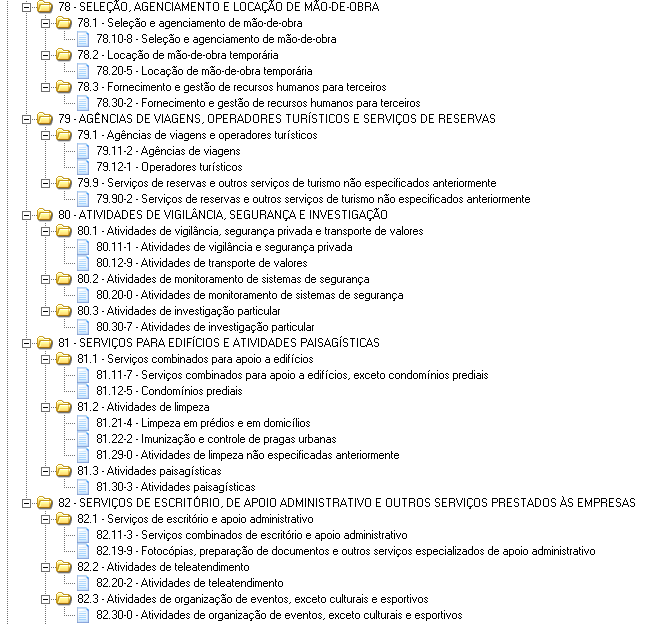 78 - SELEÇÃO, AGENCIAMENTO E LOCAÇÃO DE MÃO-DE-OBRA
78.1 - Seleção e agenciamento de mão-de-obra
78.10-8 - Seleção e agenciamento de mão-de-obra
78.2 - Locação de mão-de-obra temporária
78.20-5 - Locação de mão-de-obra temporária
78.3 - Fornecimento e gestão de recursos humanos para terceiros
78.30-2 - Fornecimento e gestão de recursos humanos para terceiros
79 - AGÊNCIAS DE VIAGENS, OPERADORES TURÍSTICOS E SERVIÇOS DE RESERVAS
79.1 - Agências de viagens e operadores turísticos
79.11-2 - Agências de viagens
79.12-1 - Operadores turísticos
79.9 - Serviços de reservas e outros serviços de turismo não especificados anteriormente
79.90-2 - Serviços de reservas e outros serviços de turismo não especificados anteriormente
80 - ATIVIDADES DE VIGILÂNCIA, SEGURANÇA E INVESTIGAÇÃO
80.1 - Atividades de vigilância, segurança privada e transporte de valores
80.11-1 - Atividades de vigilância e segurança privada
80.12-9 - Atividades de transporte de valores
80.2 - Atividades de monitoramento de sistemas de segurança
80.20-0 - Atividades de monitoramento de sistemas de segurança
80.3 - Atividades de investigação particular
80.30-7 - Atividades de investigação particular
81 - SERVIÇOS PARA EDIFÍCIOS E ATIVIDADES PAISAGÍSTICAS
81.1 - Serviços combinados para apoio a edifícios
81.11-7 - Serviços combinados para apoio a edifícios, exceto condomínios prediais
81.12-5 - Condomínios prediais
81.2 - Atividades de limpeza
81.21-4 - Limpeza em prédios e em domicílios
81.22-2 - Imunização e controle de pragas urbanas
81.29-0 - Atividades de limpeza não especificadas anteriormente
81.3 - Atividades paisagísticas
81.30-3 - Atividades paisagísticas
82 - SERVIÇOS DE ESCRITÓRIO, DE APOIO ADMINISTRATIVO E OUTROS SERVIÇOS PRESTADOS ÀS EMPRESAS
82.1 - Serviços de escritório e apoio administrativo
82.11-3 - Serviços combinados de escritório e apoio administrativo
82.19-9 - Fotocópias, preparação de documentos e outros serviços especializados de apoio administrativo
82.2 - Atividades de teleatendimento
82.20-2 - Atividades de teleatendimento
82.3 - Atividades de organização de eventos, exceto culturais e esportivos
82.30-0 - Atividades de organização de eventos, exceto culturais e esportivos